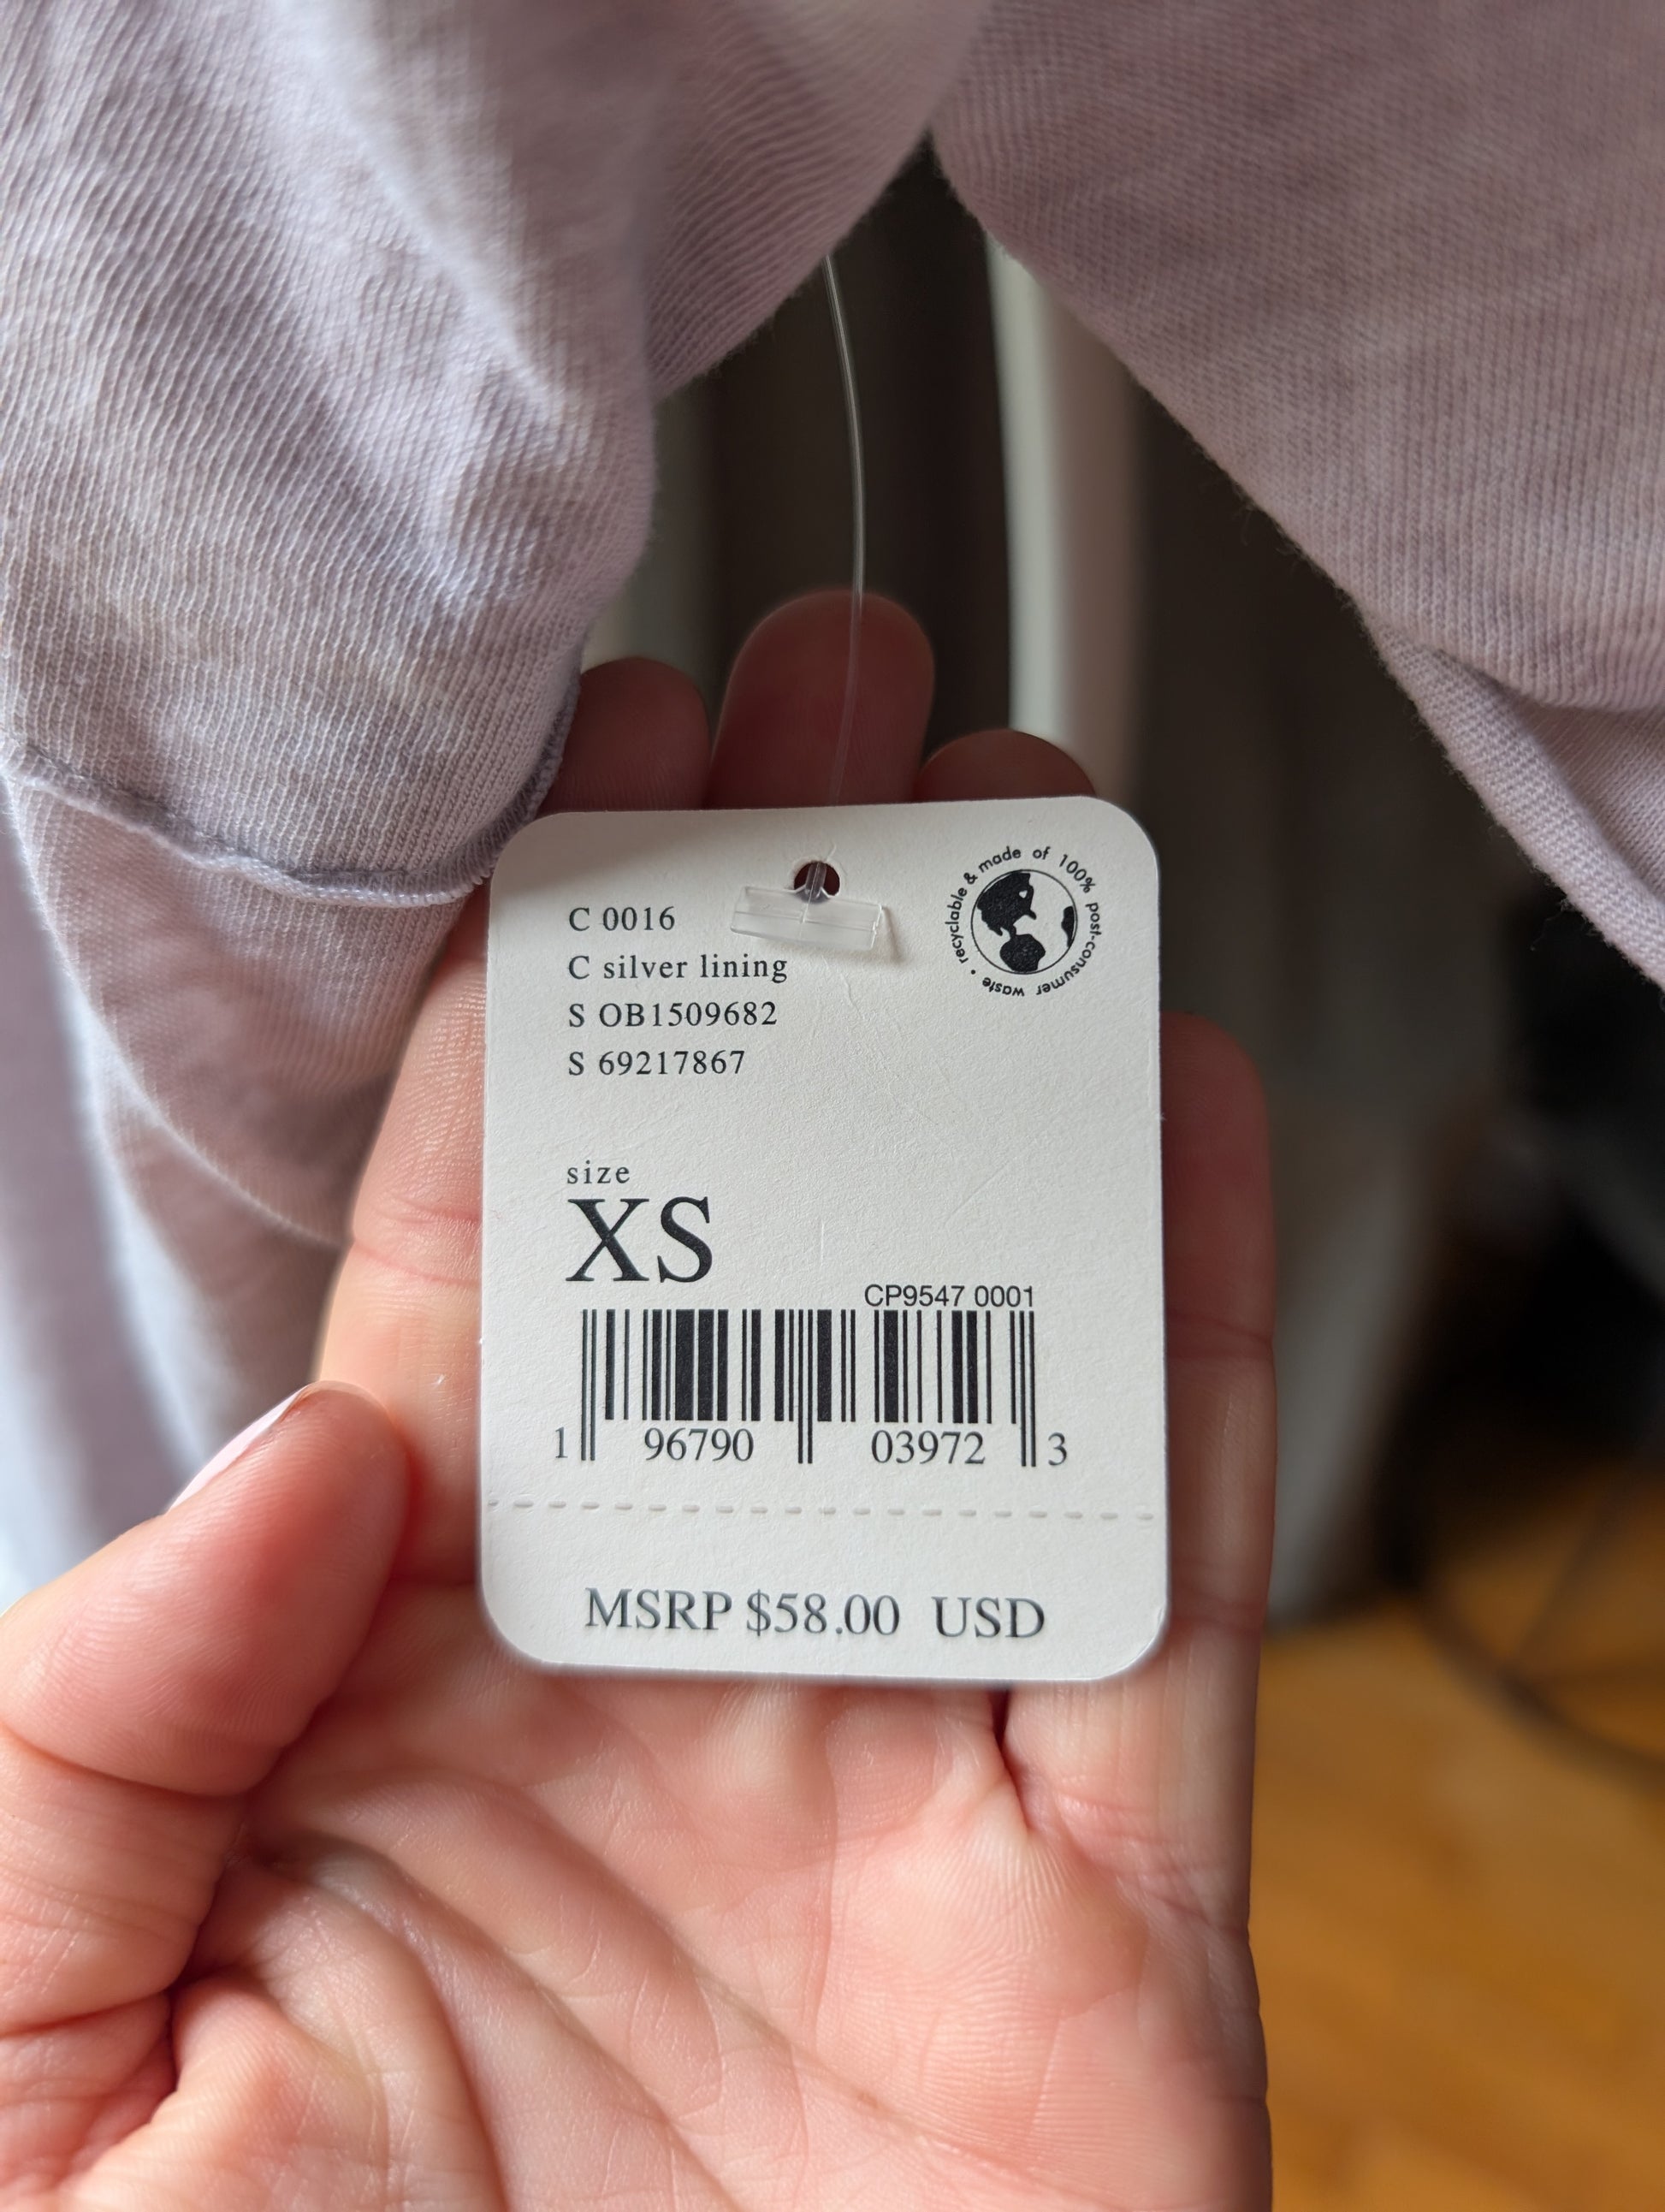 C 0016
C silver lining
S OB1509682
S 69217867
recyclable & made of 100% post-consumer waste •
size
XS
CP9547 0001
1 96790 03972 3
MSRP $58.00 USD